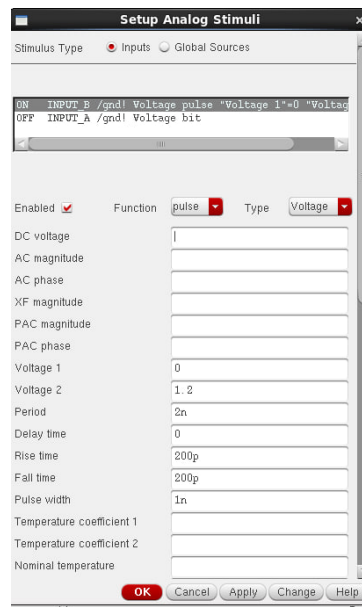 Setup Analog Stimuli
Stimulus Type Inputs Global Sources
ON INPUT_B /gnd! Voltage pulse "Voltage 1"=0 "Voltag
OFF INPUT_A /gnd! Voltage bit
Enabled Function pulse Type Voltage
DC voltage
AC magnitude
AC phase
XF magnitude
PAC magnitude
PAC phase
Voltage 1 0
Voltage 2 1.2
Period 2n
Delay time 0
Rise time 200p
Fall time 200p
Pulse width 1n
Temperature coefficient 1
Temperature coefficient 2
Nominal temperature
OK Cancel Apply Change Help